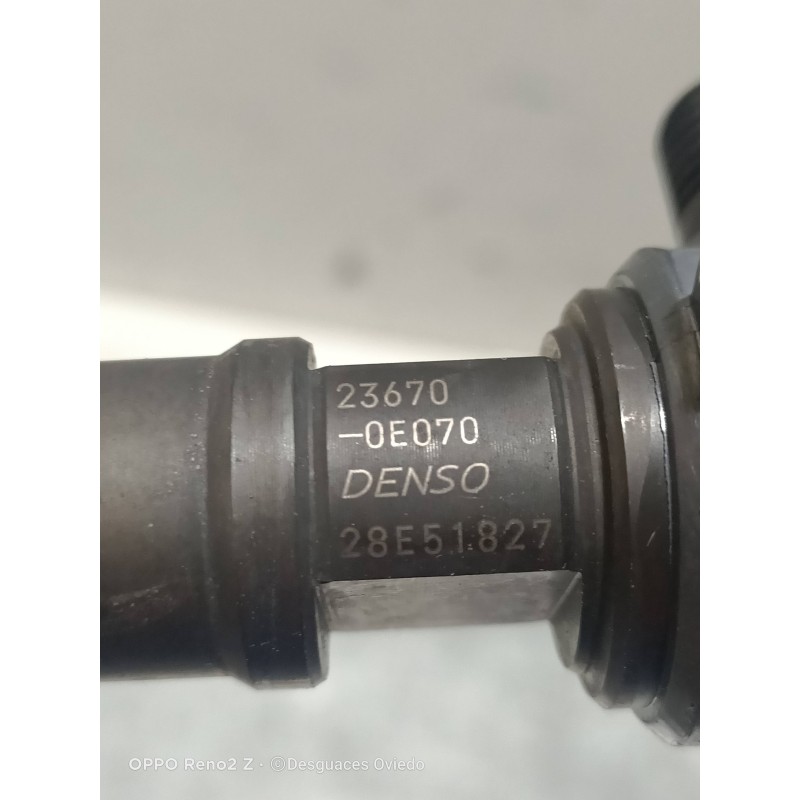 23670
-0E070
DENSO
28E51827
OPPO Reno2 Z - ©Desguaces Oviedo